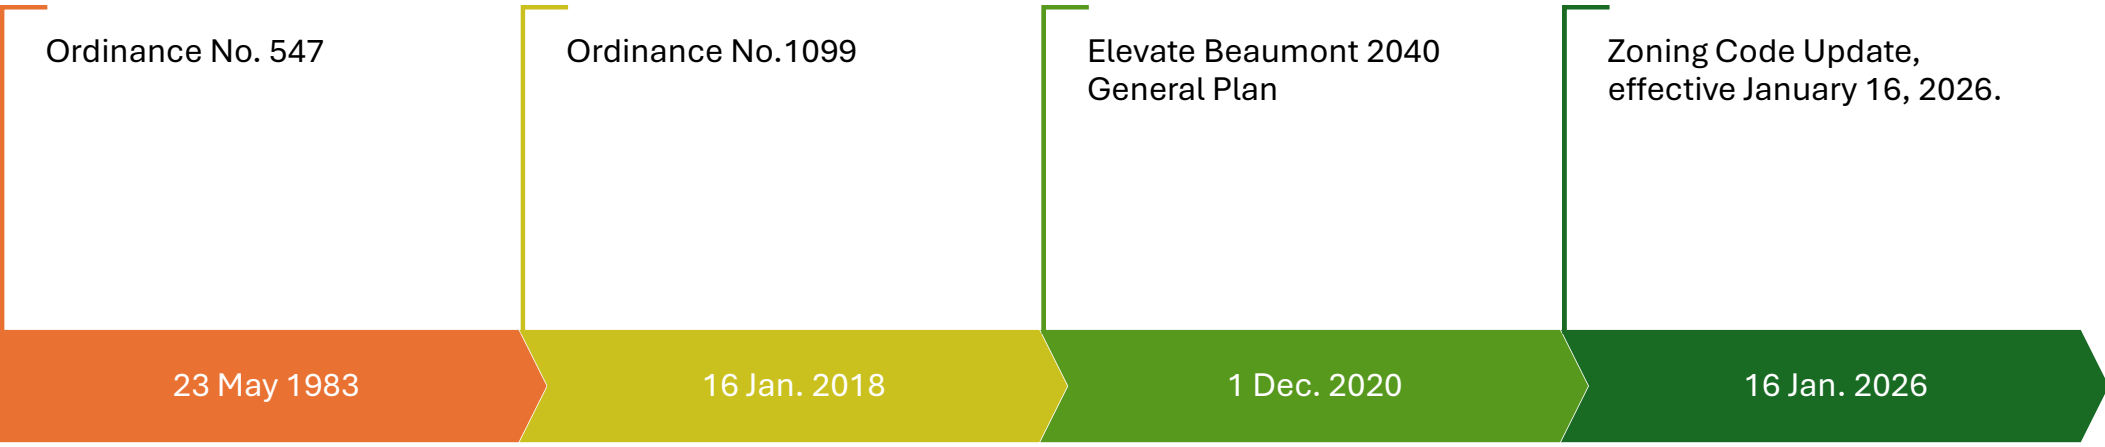 Ordinance No. 547
Ordinance No.1099
Elevate Beaumont 2040
General Plan
Zoning Code Update,
effective January 16, 2026.
23 May 1983
16 Jan. 2018
1 Dec. 2020
16 Jan. 2026